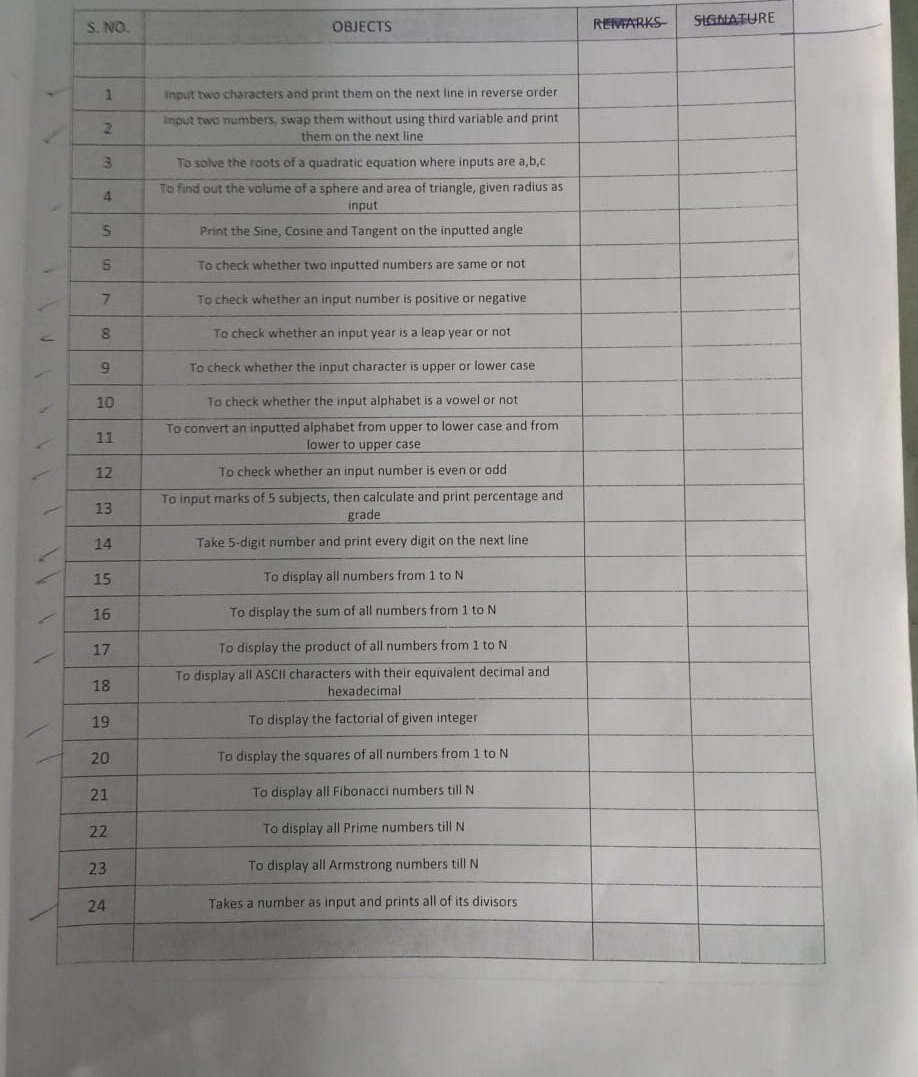 S. NO. OBJECTS REMARKS SIGNATURE
1 Input two characters and print them on the next line in reverse order
2 Input two numbers, swap them without using third variable and print
them on the next line
3 To solve the roots of a quadratic equation where inputs are a,b,c
4 To find out the volume of a sphere and area of triangle, given radius as
input
5 Print the Sine, Cosine and Tangent on the inputted angle
6 To check whether two inputted numbers are same or not
7 To check whether an input number is positive or negative
8 To check whether an input year is a leap year or not
9 To check whether the input character is upper or lower case
10 To check whether the input alphabet is a vowel or not
11 To convert an inputted alphabet from upper to lower case and from
lower to upper case
12 To check whether an input number is even or odd
13 To input marks of 5 subjects, then calculate and print percentage and
grade
14 Take 5-digit number and print every digit on the next line
15 To display all numbers from 1 to N
16 To display the sum of all numbers from 1 to N
17 To display the product of all numbers from 1 to N
18 To display all ASCII characters with their equivalent decimal and
hexadecimal
19 To display the factorial of given integer
20 To display the squares of all numbers from 1 to N
21 To display all Fibonacci numbers till N
22 To display all Prime numbers till N
23 To display all Armstrong numbers till N
24 Takes a number as input and prints all of its divisors